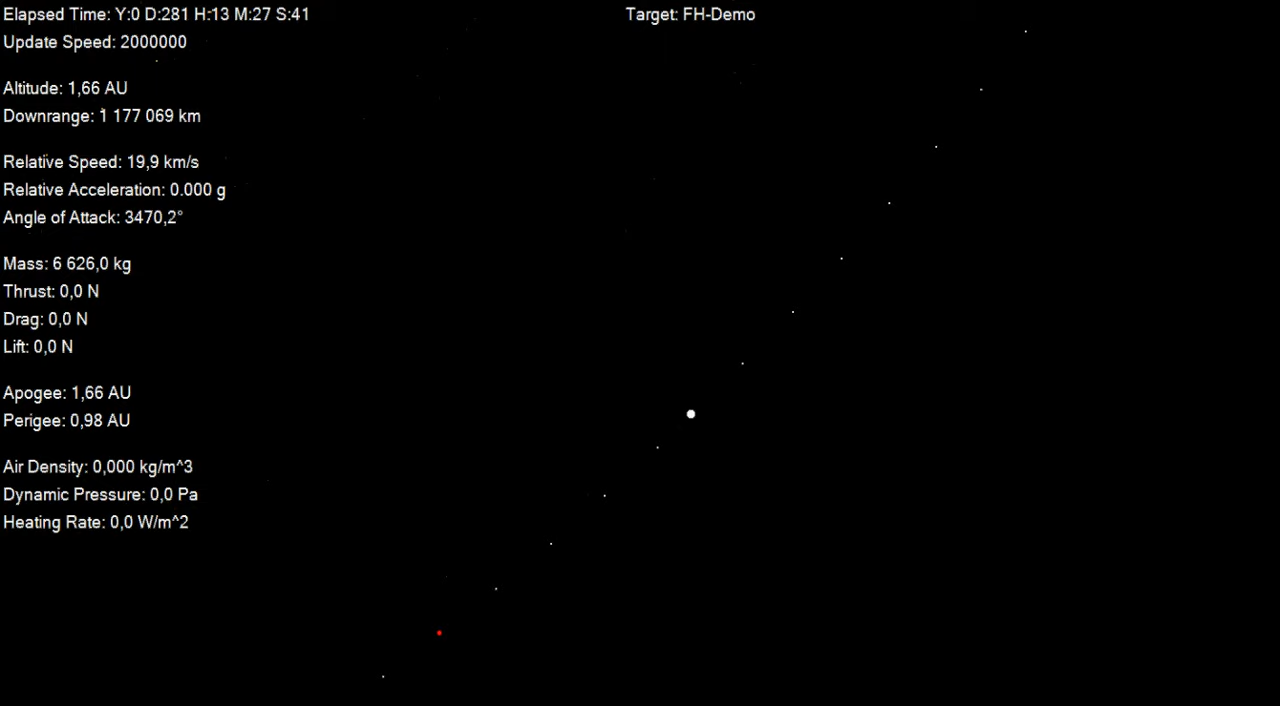 Elapsed Time: Y:0 D:281 H:13 M:27 S:41
Target: FH-Demo
Update Speed: 2000000
Altitude: 1,66 AU
Downrange: 1 177 069 km
Relative Speed: 19,9 km/s
Relative Acceleration: 0.000 g
Angle of Attack: 3470,2°
Mass: 6 626,0 kg
Thrust: 0,0 N
Drag: 0,0 N
Lift: 0,0 N
Apogee: 1,66 AU
Perigee: 0,98 AU
Air Density: 0,000 kg/m^3
Dynamic Pressure: 0,0 Pa
Heating Rate: 0,0 W/m^2